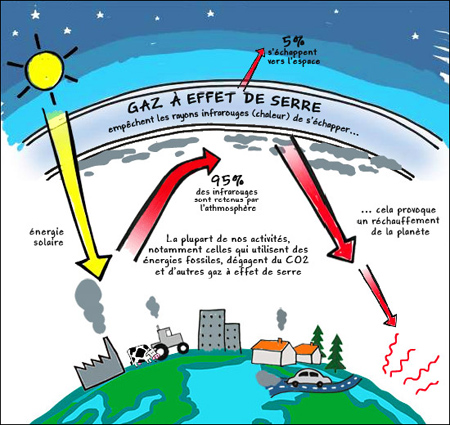 5%
s'échappent
vers l'espace
GAZ À EFFET DE SERRE
empêchent les rayons infrarouges (chaleur) de s'échapper...
95%
des infrarouges
sont retenus par
l'athmosphère
énergie
solaire
... cela provoque
un réchauffement
de la planète
La plupart de nos activités,
notamment celles qui utilisent des
énergies fossiles, dégagent du CO2
et d'autres gaz à effet de serre